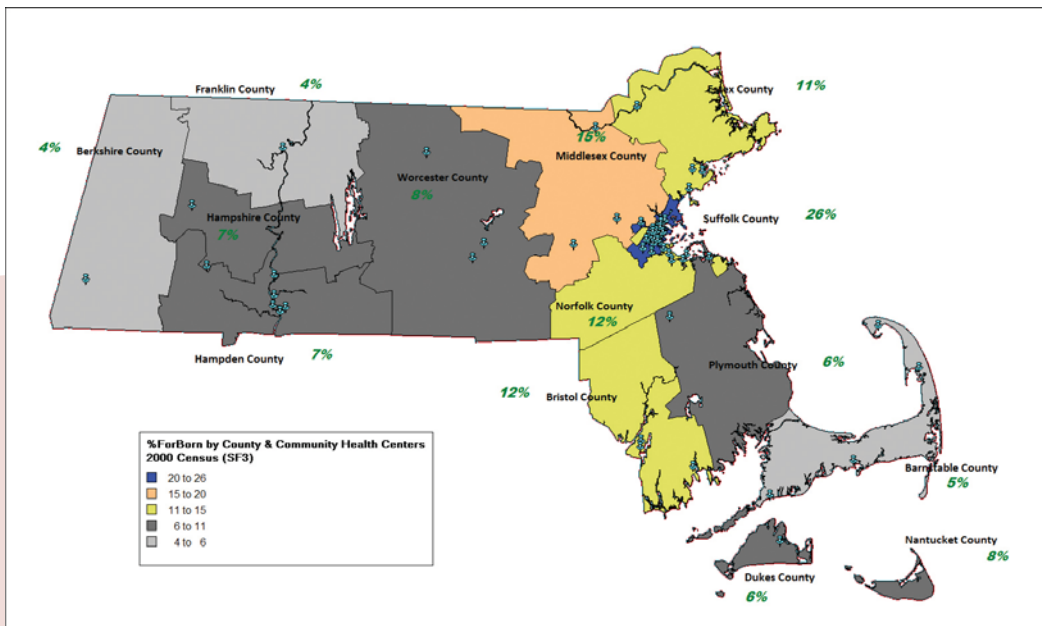 Franklin County
4%
Essex County
11%
4%
Berkshire County
15%
Middlesex County
Worcester County
8%
Hampshire County
7%
Suffolk County
26%
Norfolk County
12%
Hampden County
7%
Plymouth County
6%
12%
Bristol County
%ForBorn by County & Community Health Centers
2000 Census (SF3)
20 to 26
15 to 20
11 to 15
6 to 11
4 to 6
Barnstable County
5%
Nantucket County
8%
Dukes County
6%